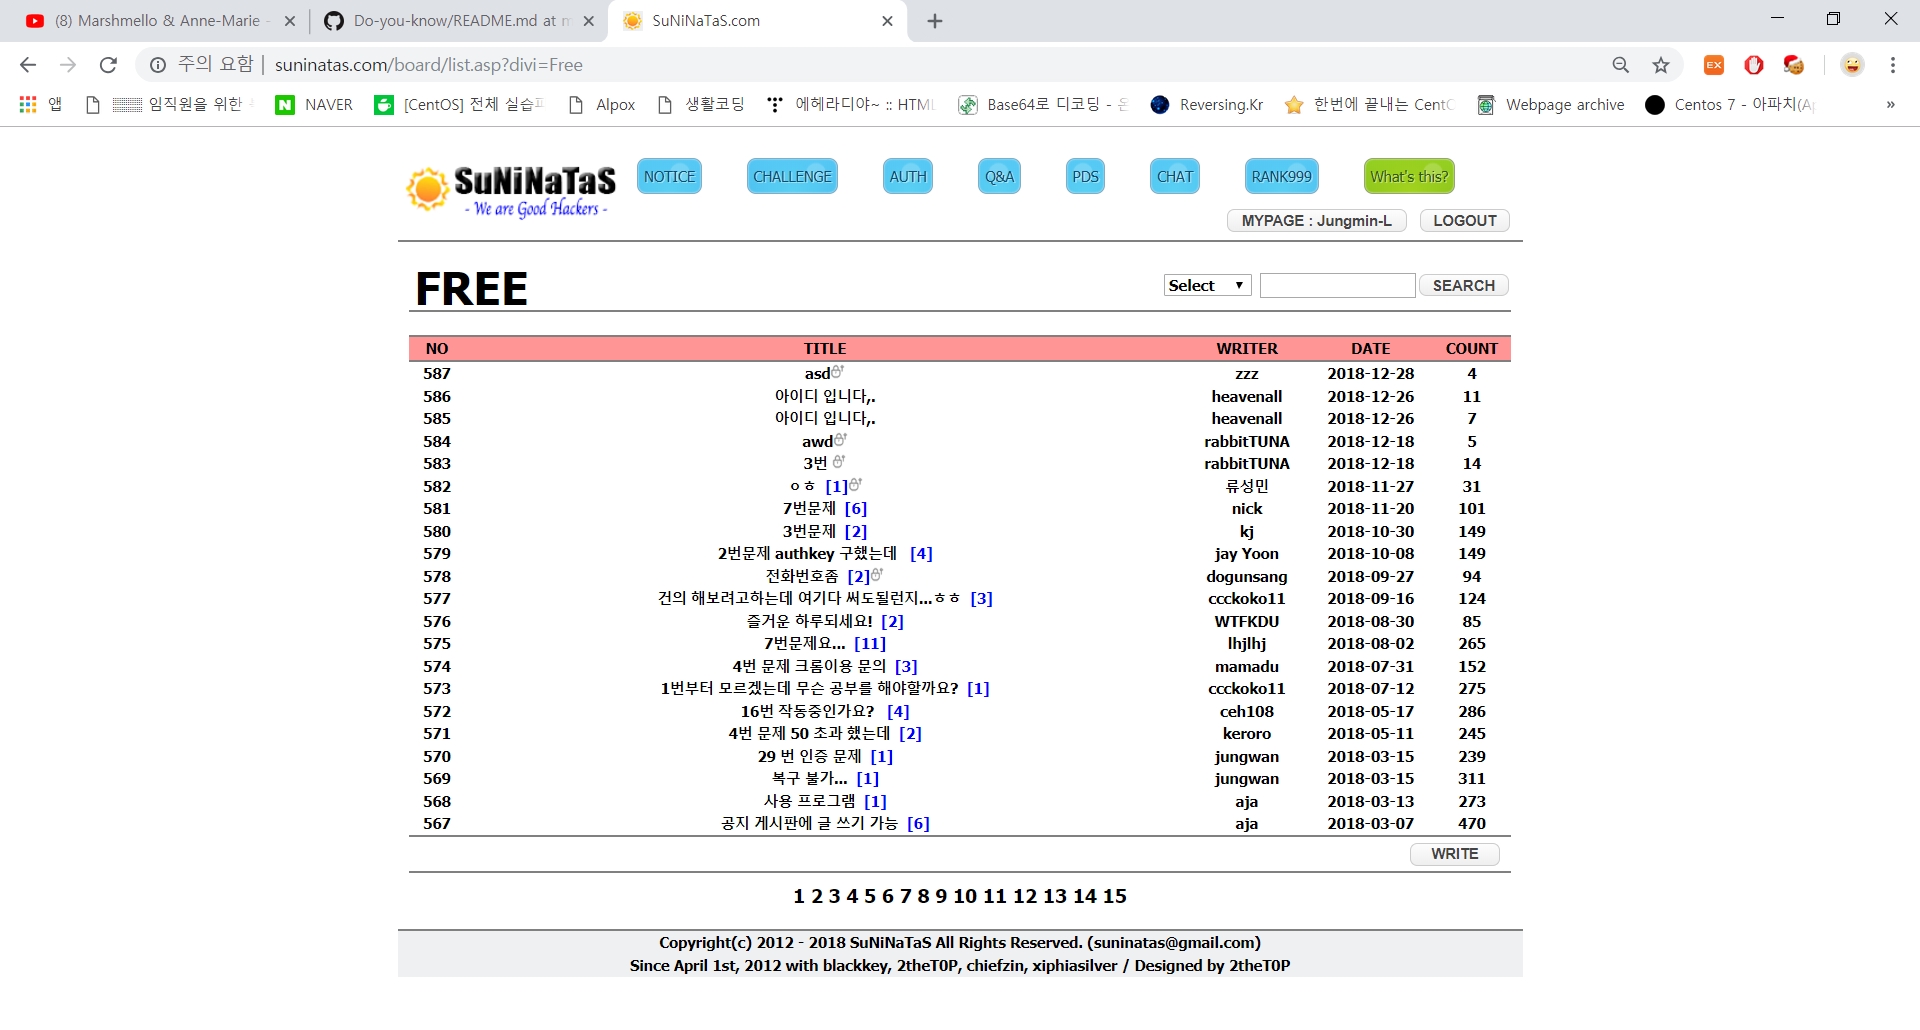 (8) Marshmello & Anne-Marie -
Do-you-know/README.md at m
SuNiNaTaS.com
주의 요함 | suninatas.com/board/list.asp?divi=Free
앱 임직원을 위한 NAVER [CentOS] 전체 실습 Alpox 생활코딩 에헤라디야~ :: HTML Base64로 디코딩 - 온 Reversing.Kr 한번에 끝내는 Cent Webpage archive Centos 7 - 아파치(A »
SuNiNaTaS
- We are Good Hackers -
NOTICE CHALLENGE AUTH Q&A PDS CHAT RANK999 What's this?
MYPAGE : Jungmin-L LOGOUT
FREE
Select SEARCH
NO TITLE WRITER DATE COUNT
587 asd zzz 2018-12-28 4
586 아이디 입니다,. heavenall 2018-12-26 11
585 아이디 입니다,. heavenall 2018-12-26 7
584 awd rabbitTUNA 2018-12-18 5
583 3번 rabbitTUNA 2018-12-18 14
582 ㅇㅎ [1] 류성민 2018-11-27 31
581 7번문제 [6] nick 2018-11-20 101
580 3번문제 [2] kj 2018-10-30 149
579 2번문제 authkey 구했는데 [4] jay Yoon 2018-10-08 149
578 전화번호좀 [2] dogunsang 2018-09-27 94
577 건의 해보려고하는데 여기다 써도될런지...ㅎㅎ [3] ccckoko11 2018-09-16 124
576 즐거운 하루되세요! [2] WTFKDU 2018-08-30 85
575 7번문제요... [11] lhjlhj 2018-08-02 265
574 4번 문제 크롬이용 문의 [3] mamadu 2018-07-31 152
573 1번부터 모르겠는데 무슨 공부를 해야할까요? [1] ccckoko11 2018-07-12 275
572 16번 작동중인가요? [4] ceh108 2018-05-17 286
571 4번 문제 50 초과 했는데 [2] keroro 2018-05-11 245
570 29 번 인증 문제 [1] jungwan 2018-03-15 239
569 복구 불가... [1] jungwan 2018-03-15 311
568 사용 프로그램 [1] aja 2018-03-13 273
567 공지 게시판에 글 쓰기 가능 [6] aja 2018-03-07 470
WRITE
1 2 3 4 5 6 7 8 9 10 11 12 13 14 15
Copyright(c) 2012 - 2018 SuNiNaTaS All Rights Reserved. (suninatas@gmail.com)
Since April 1st, 2012 with blackkey, 2theT0P, chiefzin, xiphiasilver / Designed by 2theT0P